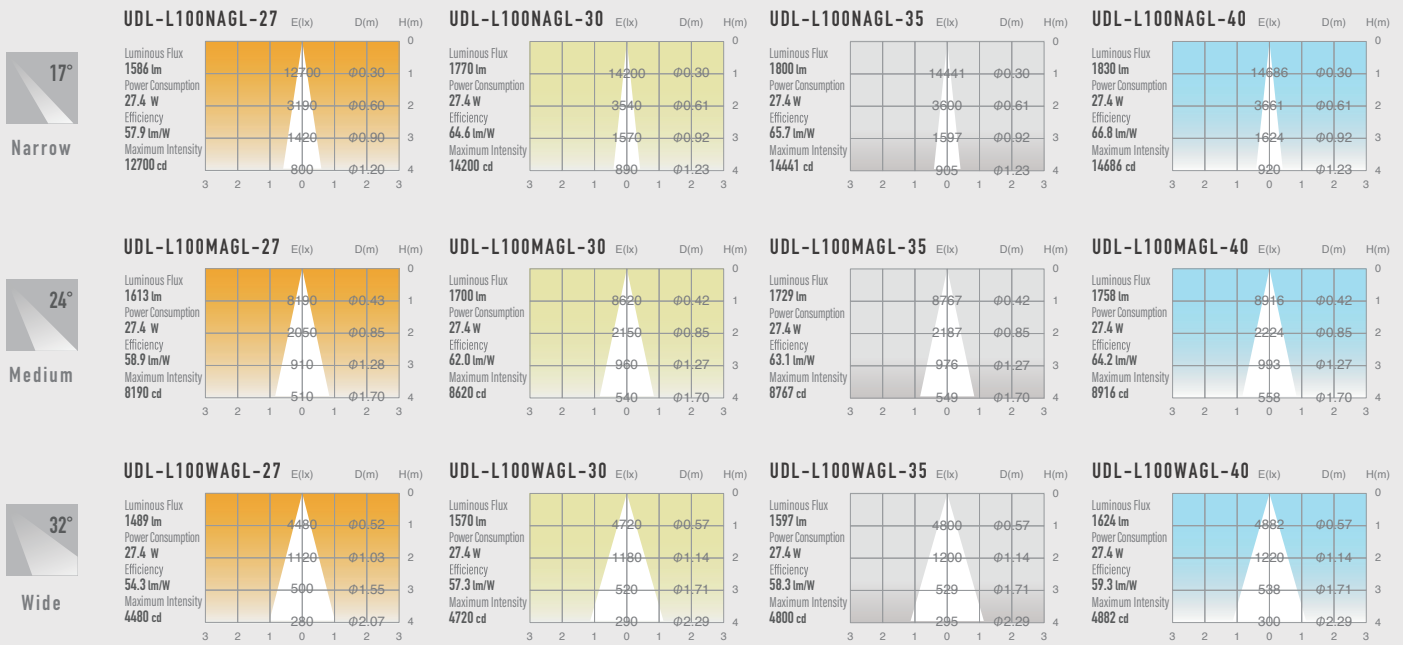 17°
Narrow
UDL-L100NAGL-27 E(lx) D(m) H(m)
Luminous Flux
1586 lm
Power Consumption
27.4 W
Efficiency
57.9 lm/W
Maximum Intensity
12700 cd
0
12700 Φ0.30 1
3190 Φ0.60 2
1420 Φ0.90 3
800 Φ1.20 4
3 2 1 0 1 2 3
UDL-L100NAGL-30 E(lx) D(m) H(m)
Luminous Flux
1770 lm
Power Consumption
27.4 W
Efficiency
64.6 lm/W
Maximum Intensity
14200 cd
0
14200 Φ0.30 1
3540 Φ0.61 2
1570 Φ0.92 3
890 Φ1.23 4
3 2 1 0 1 2 3
UDL-L100NAGL-35 E(lx) D(m) H(m)
Luminous Flux
1800 lm
Power Consumption
27.4 W
Efficiency
65.7 lm/W
Maximum Intensity
14441 cd
0
14441 Φ0.30 1
3600 Φ0.61 2
1597 Φ0.92 3
905 Φ1.23 4
3 2 1 0 1 2 3
UDL-L100NAGL-40 E(lx) D(m) H(m)
Luminous Flux
1830 lm
Power Consumption
27.4 W
Efficiency
66.8 lm/W
Maximum Intensity
14686 cd
0
14686 Φ0.30 1
3661 Φ0.61 2
1624 Φ0.92 3
920 Φ1.23 4
3 2 1 0 1 2 3
24°
Medium
UDL-L100MAGL-27 E(lx) D(m) H(m)
Luminous Flux
1613 lm
Power Consumption
27.4 W
Efficiency
58.9 lm/W
Maximum Intensity
8190 cd
0
8190 Φ0.43 1
2050 Φ0.85 2
910 Φ1.28 3
510 Φ1.70 4
3 2 1 0 1 2 3
UDL-L100MAGL-30 E(lx) D(m) H(m)
Luminous Flux
1700 lm
Power Consumption
27.4 W
Efficiency
62.0 lm/W
Maximum Intensity
8620 cd
0
8620 Φ0.42 1
2150 Φ0.85 2
960 Φ1.27 3
540 Φ1.70 4
3 2 1 0 1 2 3
UDL-L100MAGL-35 E(lx) D(m) H(m)
Luminous Flux
1729 lm
Power Consumption
27.4 W
Efficiency
63.1 lm/W
Maximum Intensity
8767 cd
0
8767 Φ0.42 1
2187 Φ0.85 2
976 Φ1.27 3
549 Φ1.70 4
3 2 1 0 1 2 3
UDL-L100MAGL-40 E(lx) D(m) H(m)
Luminous Flux
1758 lm
Power Consumption
27.4 W
Efficiency
64.2 lm/W
Maximum Intensity
8916 cd
0
8916 Φ0.42 1
2224 Φ0.85 2
993 Φ1.27 3
558 Φ1.70 4
3 2 1 0 1 2 3
32°
Wide
UDL-L100WAGL-27 E(lx) D(m) H(m)
Luminous Flux
1489 lm
Power Consumption
27.4 W
Efficiency
54.3 lm/W
Maximum Intensity
4480 cd
0
4480 Φ0.52 1
1120 Φ1.03 2
500 Φ1.55 3
280 Φ2.07 4
3 2 1 0 1 2 3
UDL-L100WAGL-30 E(lx) D(m) H(m)
Luminous Flux
1570 lm
Power Consumption
27.4 W
Efficiency
57.3 lm/W
Maximum Intensity
4720 cd
0
4720 Φ0.57 1
1180 Φ1.14 2
520 Φ1.71 3
290 Φ2.29 4
3 2 1 0 1 2 3
UDL-L100WAGL-35 E(lx) D(m) H(m)
Luminous Flux
1597 lm
Power Consumption
27.4 W
Efficiency
58.3 lm/W
Maximum Intensity
4800 cd
0
4800 Φ0.57 1
1200 Φ1.14 2
529 Φ1.71 3
295 Φ2.29 4
3 2 1 0 1 2 3
UDL-L100WAGL-40 E(lx) D(m) H(m)
Luminous Flux
1624 lm
Power Consumption
27.4 W
Efficiency
59.3 lm/W
Maximum Intensity
4882 cd
0
4882 Φ0.57 1
1220 Φ1.14 2
538 Φ1.71 3
300 Φ2.29 4
3 2 1 0 1 2 3